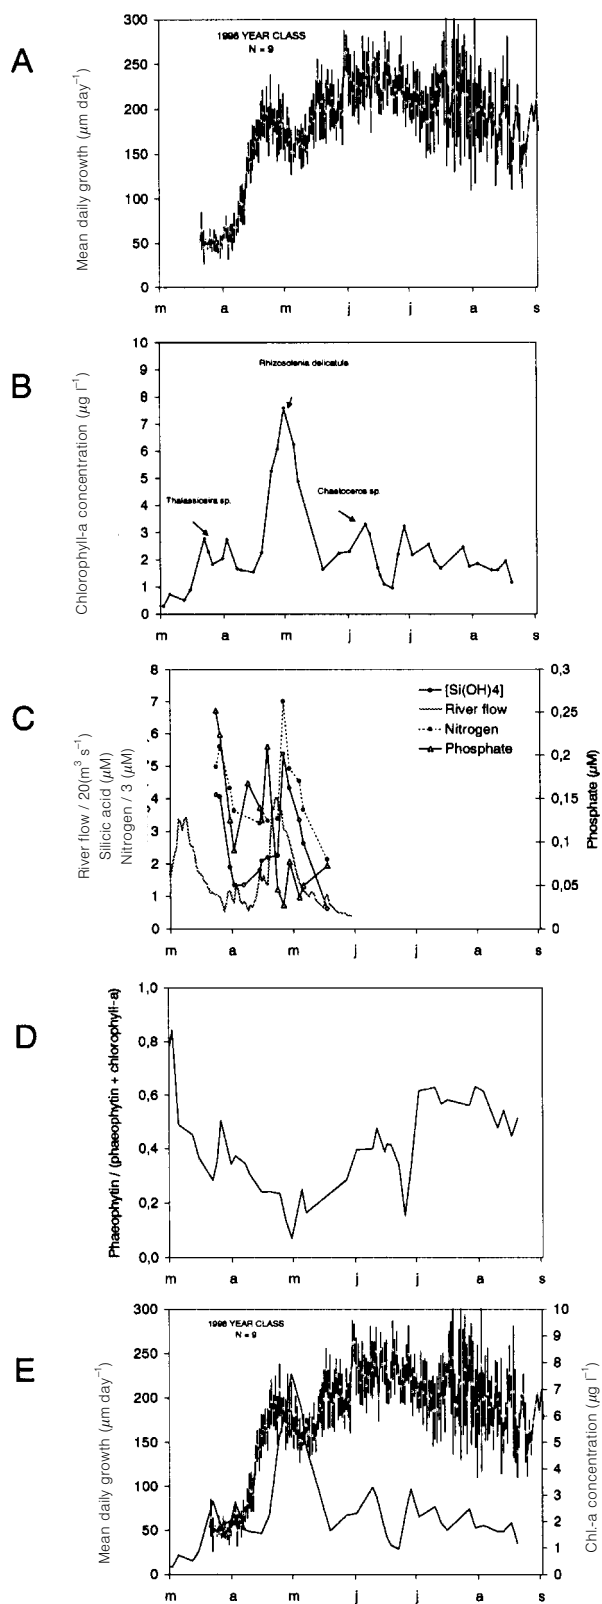 A
1998 YEAR CLASS
N = 9
Mean daily growth (µm day⁻¹)
300
250
200
150
100
50
0
m a m j j a s
B
Rhizosolenia delicatula
Thalassiosira sp.
Chaetoceros sp.
Chlorophyll-a concentration (µg l⁻¹)
10
9
8
7
6
5
4
3
2
1
0
m a m j j a s
C
[Si(OH)4]
River flow
Nitrogen
Phosphate
River flow / 20(m³ s⁻¹)
Silicic acid (µM)
Nitrogen / 3 (µM)
8
7
6
5
4
3
2
1
0
0,3
0,25
0,2
0,15
0,1
0,05
0
Phosphate (µM)
m a m j j a s
D
Phaeophytin / (phaeophytin + chlorophyll-a)
1,0
0,8
0,6
0,4
0,2
0,0
m a m j j a s
E
1998 YEAR CLASS
N = 9
Mean daily growth (µm day⁻¹)
300
250
200
150
100
50
0
10
9
8
7
6
5
4
3
2
1
0
Chl.-a concentration (µg l⁻¹)
m a m j j a s